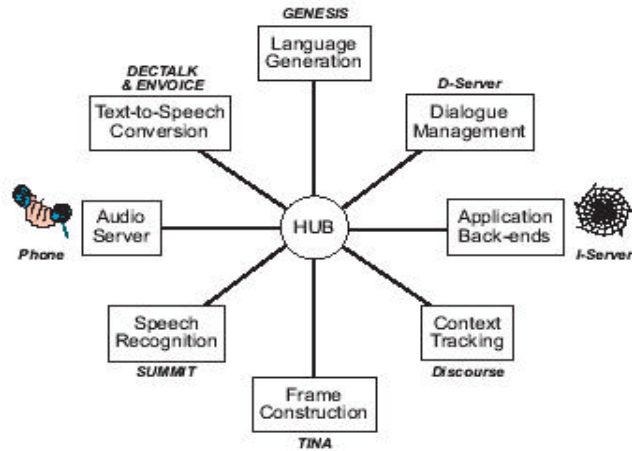 GENESIS
Language
Generation
DECTALK
& ENVOICE
Text-to-Speech
Conversion
D-Server
Dialogue
Management
Phone
Audio
Server
HUB
Application
Back-ends
I-Server
Speech
Recognition
SUMMIT
Context
Tracking
Discourse
Frame
Construction
TINA